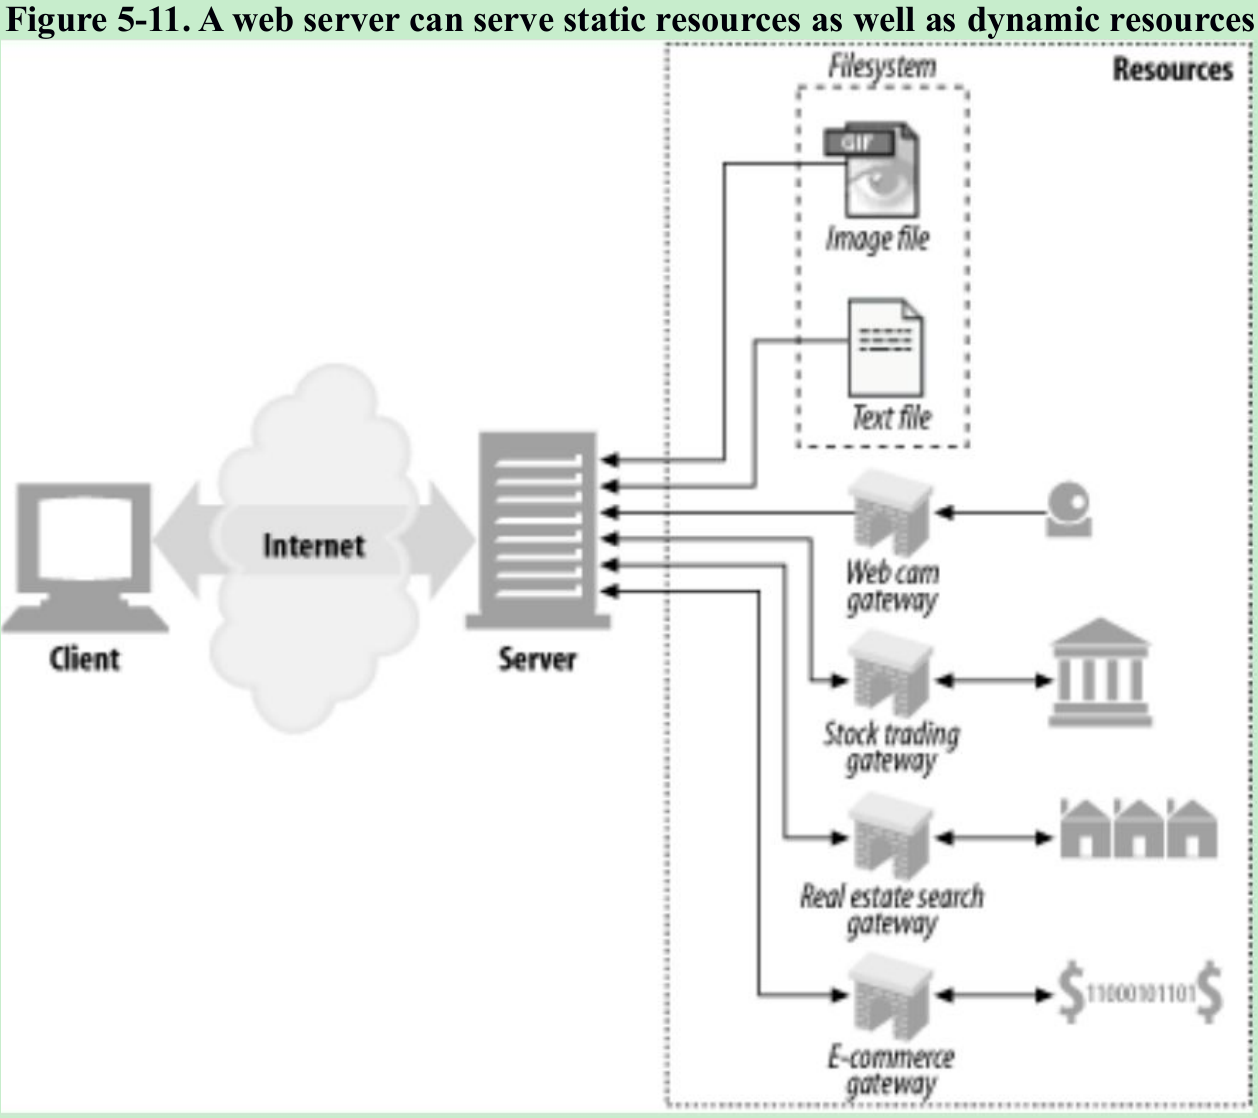 Figure 5-11. A web server can serve static resources as well as dynamic resources
Filesystem
Resources
GIF
Image file
Text file
Internet
Client
Server
Web cam
gateway
Stock trading
gateway
Real estate search
gateway
$11000101101$
E-commerce
gateway